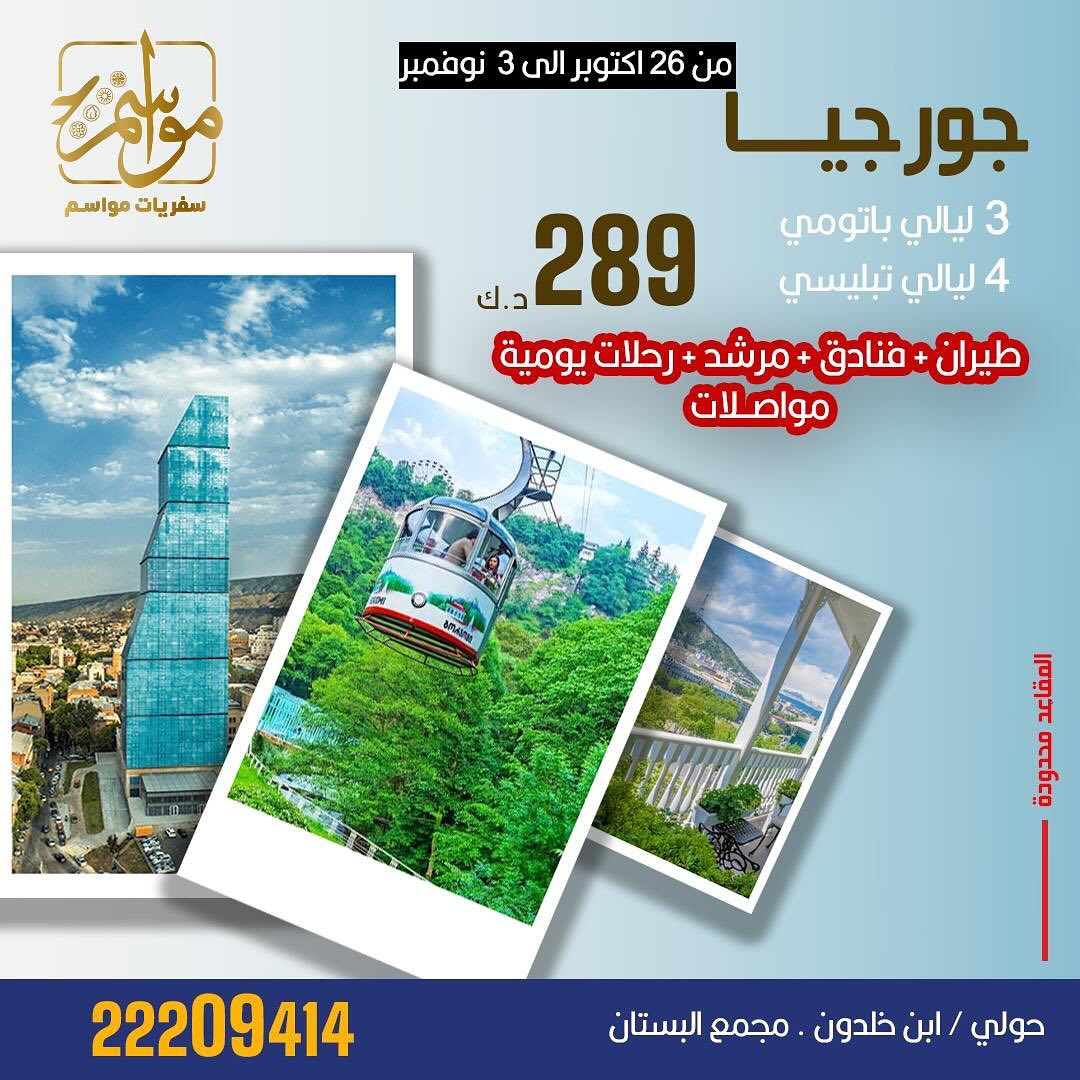 مواسم
سفريات مواسم
من 26 اكتوبر الى 3 نوفمبر
جورجيا
3 ليالي باتومي
4 ليالي تبليسي
289 د.ك
طيران + فنادق + مرشد + رحلات يومية
مواصلات
المقاعد محدودة
حولي / ابن خلدون . مجمع البستان
22209414